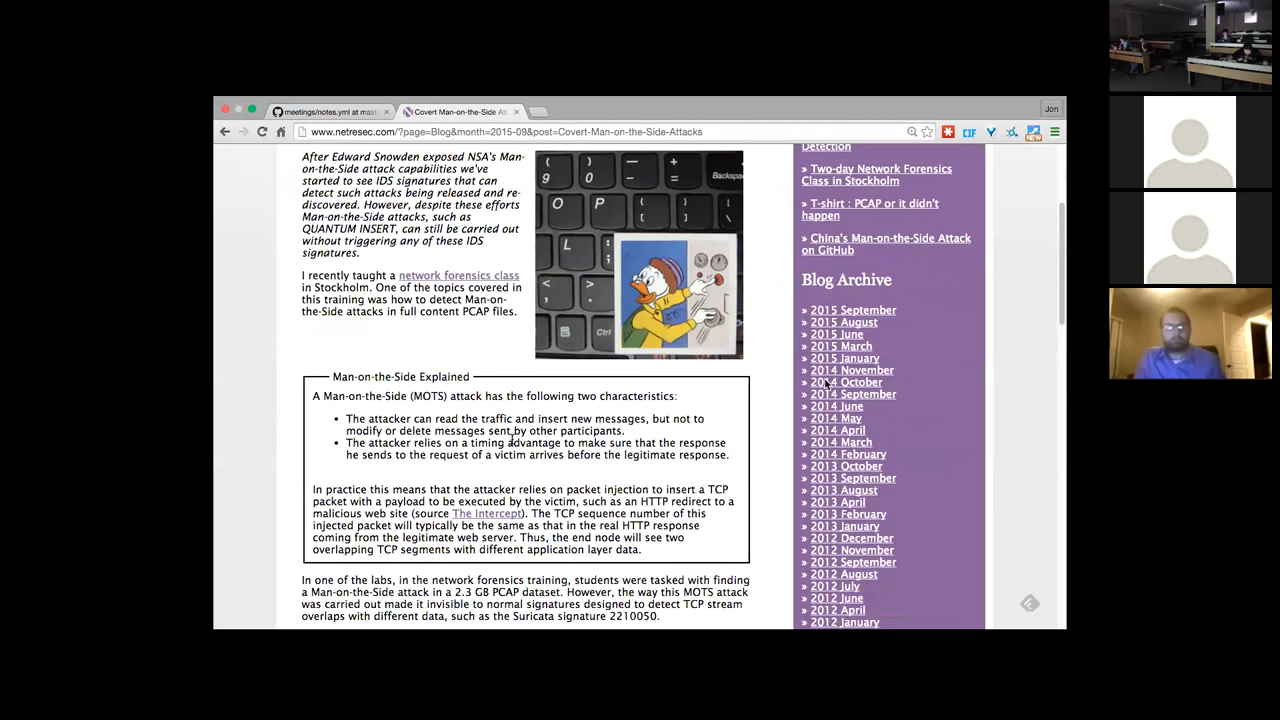 meetings/notes.yml at mast
Covert Man-on-the-Side At
Jon
www.netresec.com/?page=Blog&month=2015-09&post=Covert-Man-on-the-Side-Attacks
CIF
NEW
After Edward Snowden exposed NSA's Man-
on-the-Side attack capabilities we've
started to see IDS signatures that can
detect such attacks being released and re-
discovered. However, despite these efforts
Man-on-the-Side attacks, such as
QUANTUM INSERT, can still be carried out
without triggering any of these IDS
signatures.
I recently taught a network forensics class
in Stockholm. One of the topics covered in
this training was how to detect Man-on-
the-Side attacks in full content PCAP files.
( ) — +
9 0 - = Backspa
O P { } |
[ ] \
L : ;
< >
, .
Ctrl
Man-on-the-Side Explained
A Man-on-the-Side (MOTS) attack has the following two characteristics:
• The attacker can read the traffic and insert new messages, but not to
modify or delete messages sent by other participants.
• The attacker relies on a timing advantage to make sure that the response
he sends to the request of a victim arrives before the legitimate response.
In practice this means that the attacker relies on packet injection to insert a TCP
packet with a payload to be executed by the victim, such as an HTTP redirect to a
malicious web site (source The Intercept). The TCP sequence number of this
injected packet will typically be the same as that in the real HTTP response
coming from the legitimate web server. Thus, the end node will see two
overlapping TCP segments with different application layer data.
In one of the labs, in the network forensics training, students were tasked with finding
a Man-on-the-Side attack in a 2.3 GB PCAP dataset. However, the way this MOTS attack
was carried out made it invisible to normal signatures designed to detect TCP stream
overlaps with different data, such as the Suricata signature 2210050.
Detection
» Two-day Network Forensics
Class in Stockholm
» T-shirt : PCAP or it didn't
happen
» China's Man-on-the-Side Attack
on GitHub
Blog Archive
» 2015 September
» 2015 August
» 2015 June
» 2015 March
» 2015 January
» 2014 November
» 2014 October
» 2014 September
» 2014 June
» 2014 May
» 2014 April
» 2014 March
» 2014 February
» 2013 October
» 2013 September
» 2013 August
» 2013 April
» 2013 February
» 2013 January
» 2012 December
» 2012 November
» 2012 September
» 2012 August
» 2012 July
» 2012 June
» 2012 April
» 2012 January